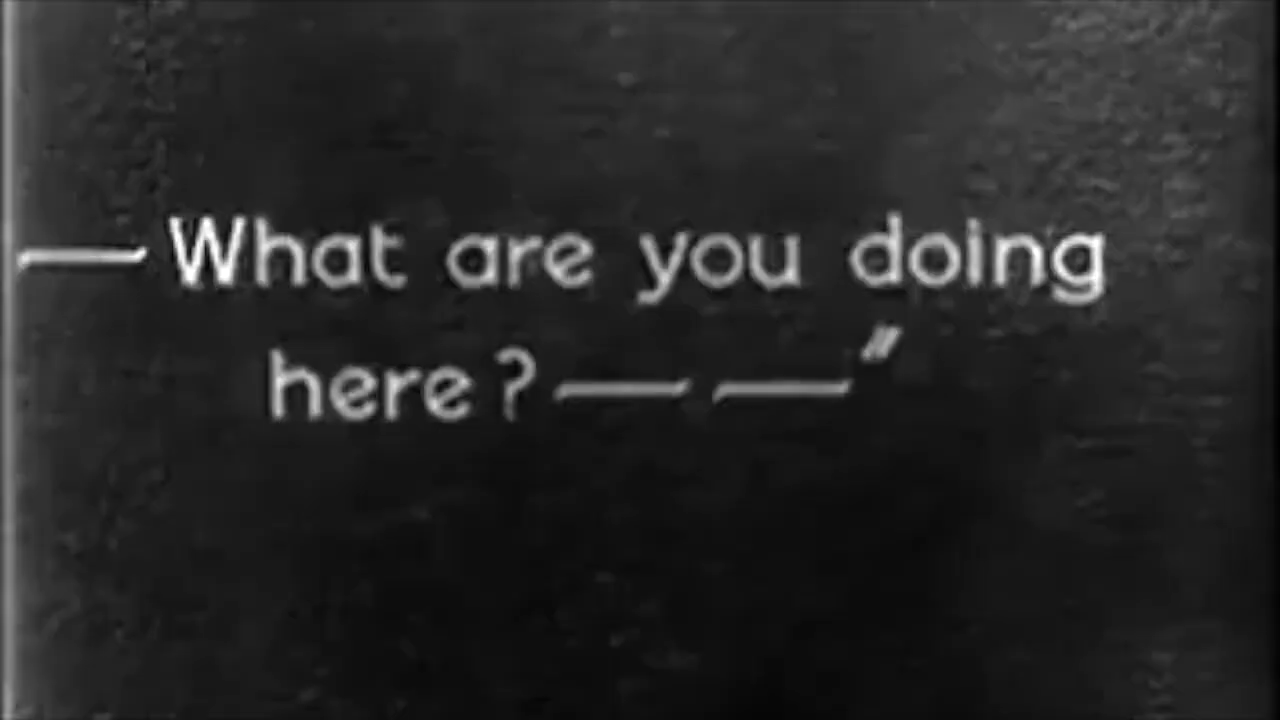 — What are you doing
here? — —"